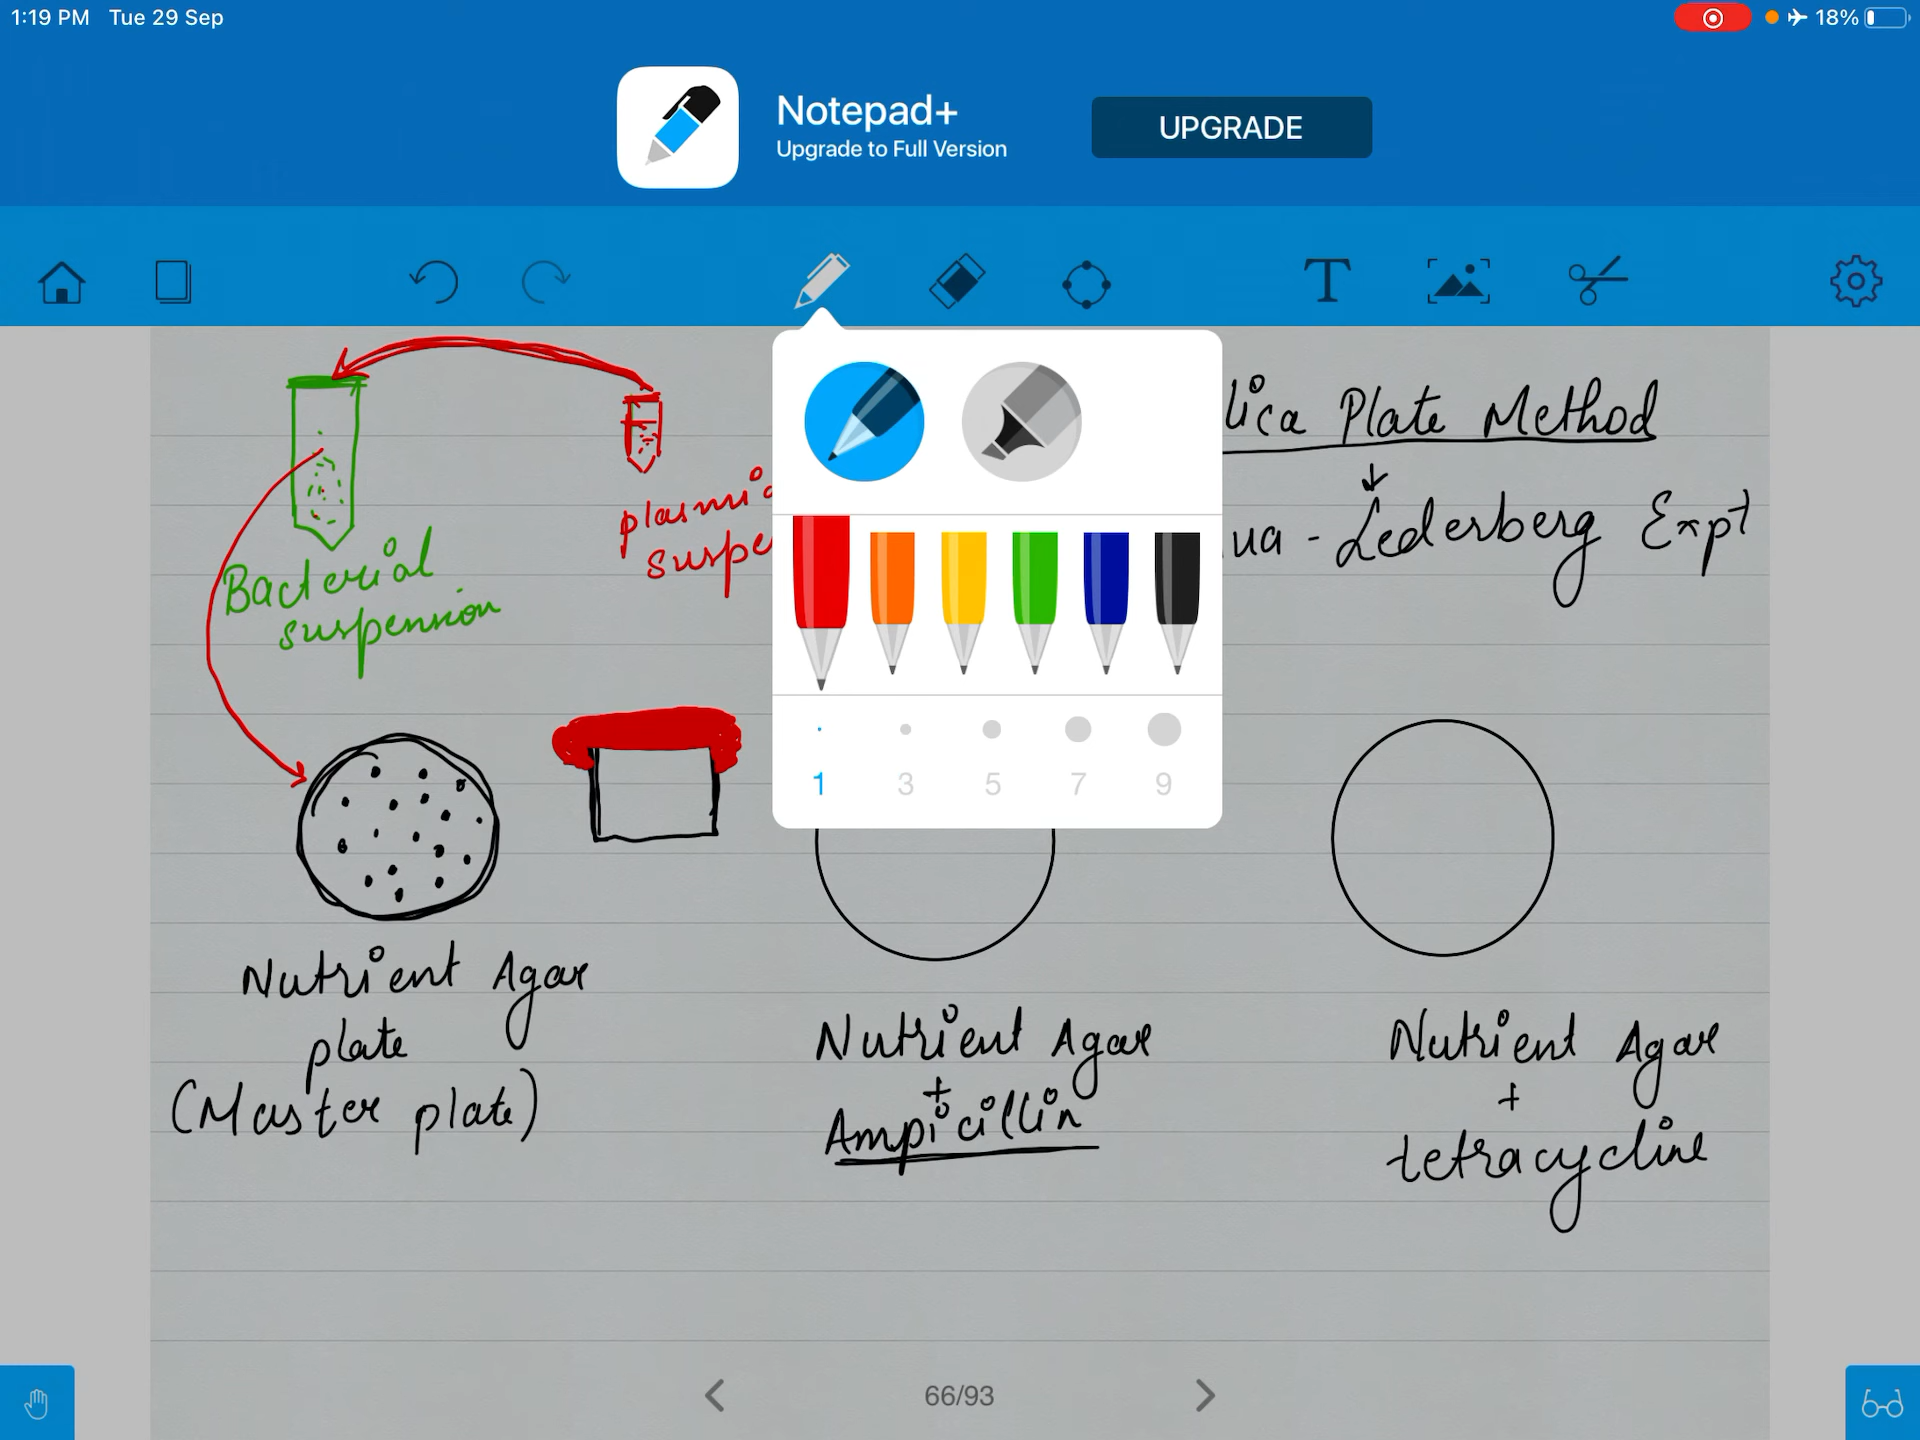 1:19 PM Tue 29 Sep
18%
Notepad+
Upgrade to Full Version
UPGRADE
lica Plate Method
ua - Lederberg Expt
plasmi
suspe
Bacterial
suspension
1 3 5 7 9
Nutrient Agar
plate
(Master plate)
Nutrient Agar
+
Ampicillin
Nutrient Agar
+
tetracycline
66/93